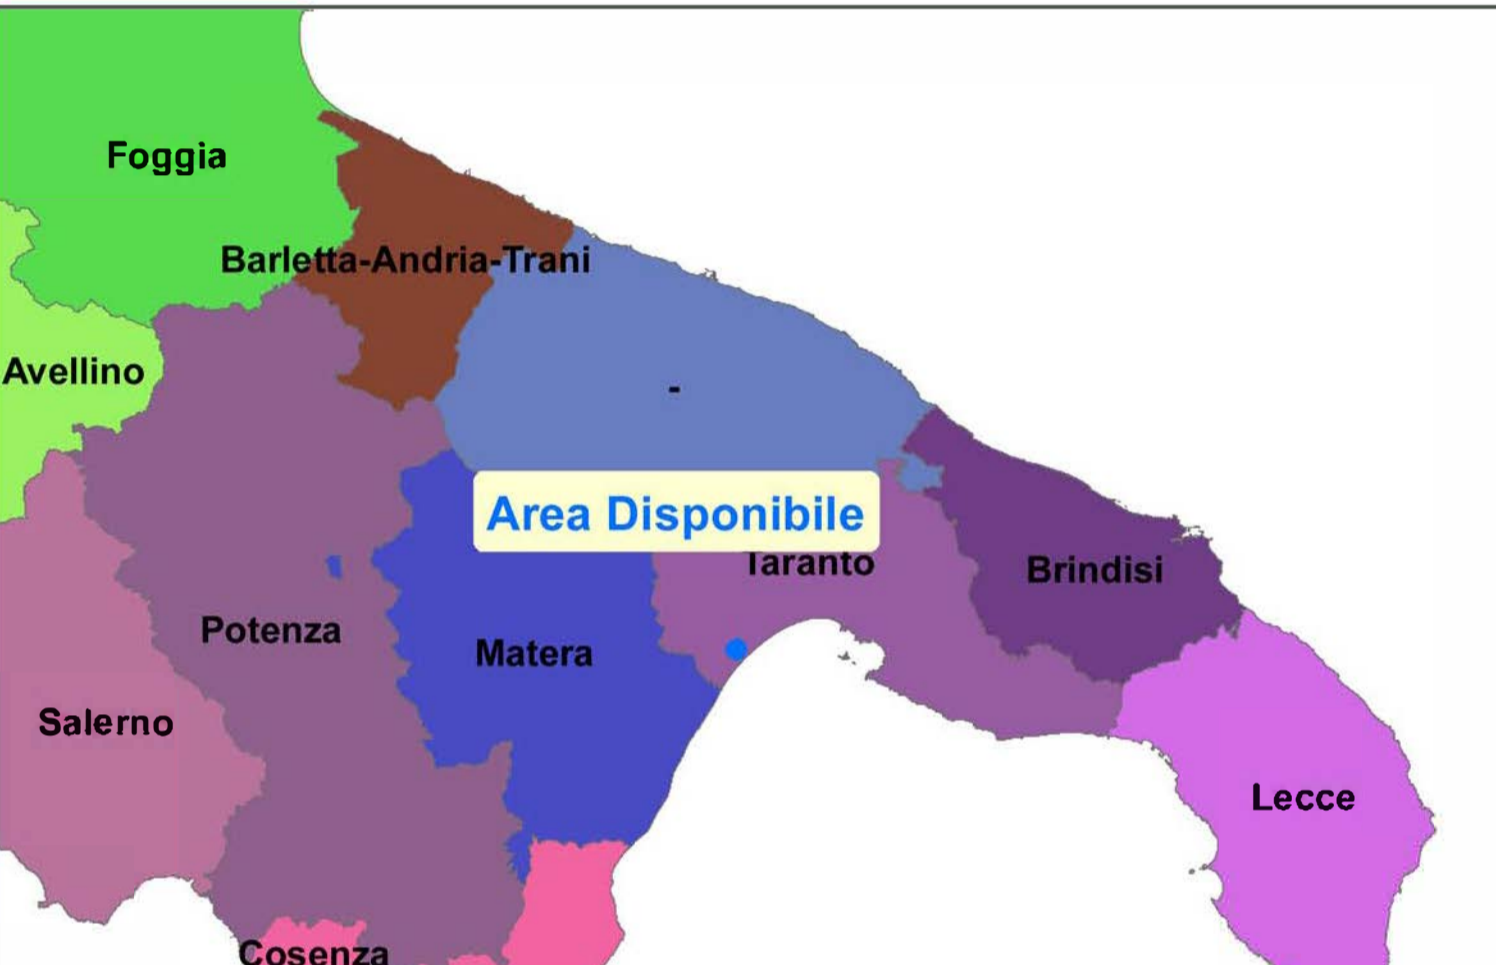 Foggia
Barletta-Andria-Trani
Avellino
-
Area Disponibile
Taranto
Brindisi
Potenza
Matera
Salerno
Lecce
Cosenza